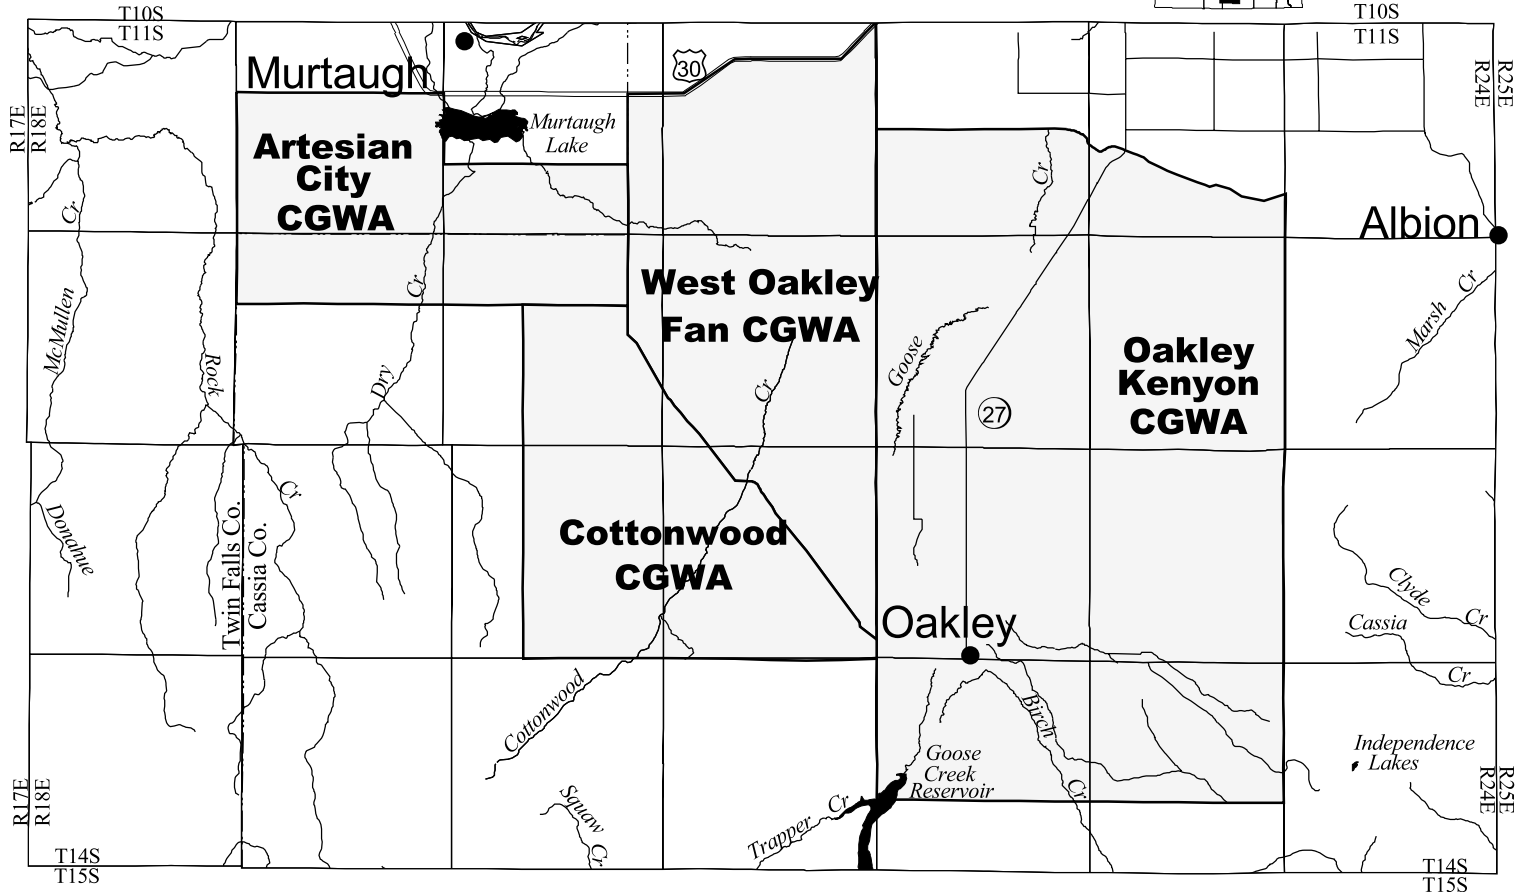 T10S
T11S
T10S
T11S
R17E
R18E
R24E
R25E
Murtaugh
30
Murtaugh
Lake
Artesian
City
CGWA
Cr
Cr
Albion
West Oakley
Fan CGWA
Cr
Cr
Marsh
McMullen
Rock
Dry
Cr
Goose
27
Oakley
Kenyon
CGWA
Cr
Donahue
Twin Falls Co.
Cassia Co.
Cottonwood
CGWA
Oakley
Clyde
Cr
Cassia
Cr
Cottonwood
Birch
Cr
Goose
Creek
Reservoir
Independence
Lakes
R17E
R18E
R24E
R25E
Squaw
Cr
Trapper
Cr
T14S
T15S
T14S
T15S